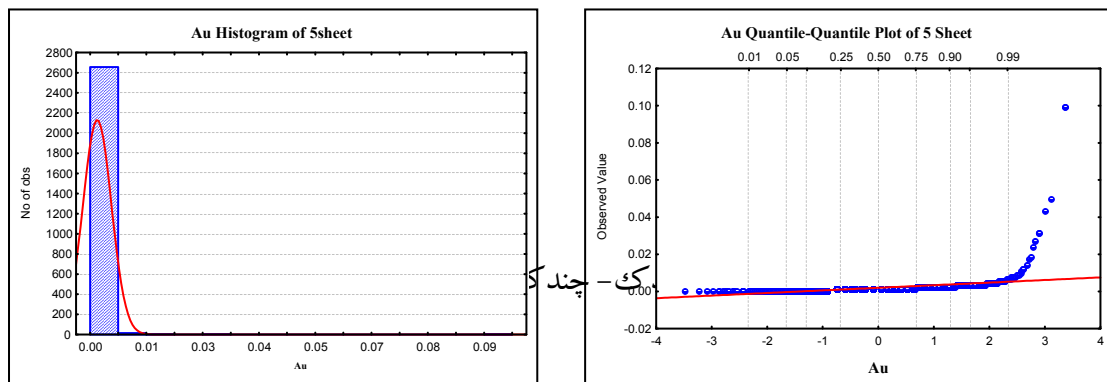 Au Histogram of 5sheet
2800
2600
2400
2200
2000
1800
1600
1400
1200
1000
800
600
400
200
0
No of obs
0.00 0.01 0.03 0.04 0.05 0.06 0.08 0.09
Au
ک - چند ک
Au Quantile-Quantile Plot of 5 Sheet
0.01 0.05 0.25 0.50 0.75 0.90 0.99
0.12
0.10
0.08
0.06
0.04
0.02
0.00
-0.02
Observed Value
-4 -3 -2 -1 0 1 2 3 4
Au